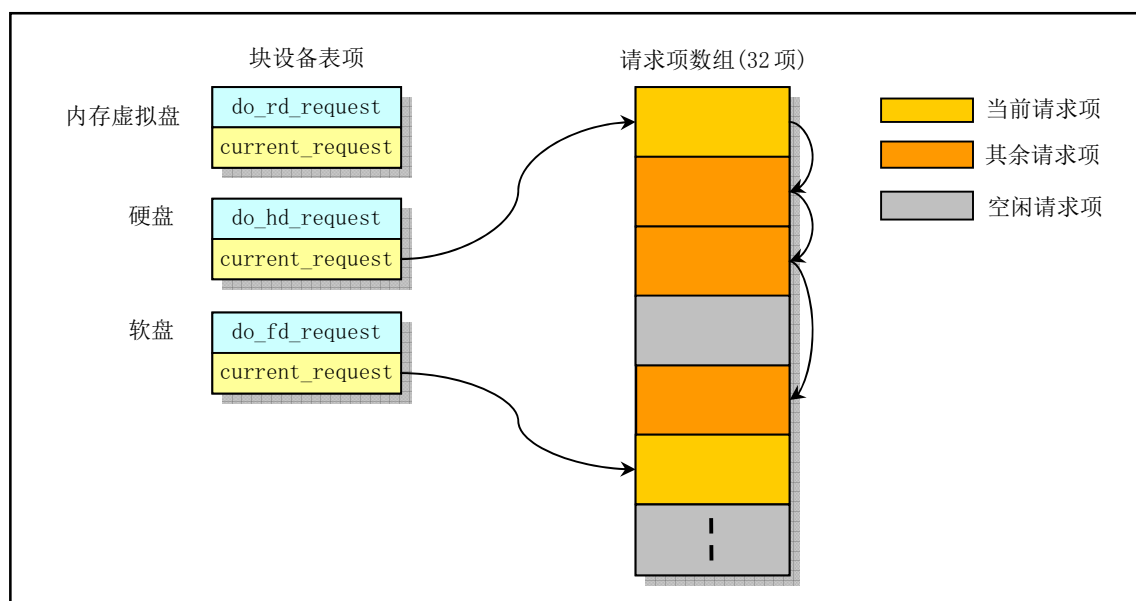 块设备表项
请求项数组(32项)
内存虚拟盘
do_rd_request
current_request
硬盘
do_hd_request
current_request
软盘
do_fd_request
current_request
当前请求项
其余请求项
空闲请求项